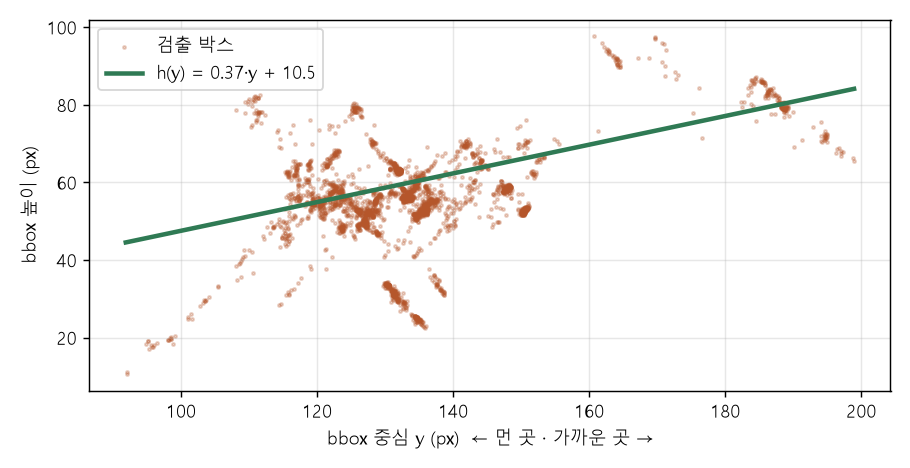 검출 박스
h(y) = 0.37·y + 10.5
bbox 높이 (px)
100
80
60
40
20
100 120 140 160 180 200
bbox 중심 y (px) ← 먼 곳 · 가까운 곳 →